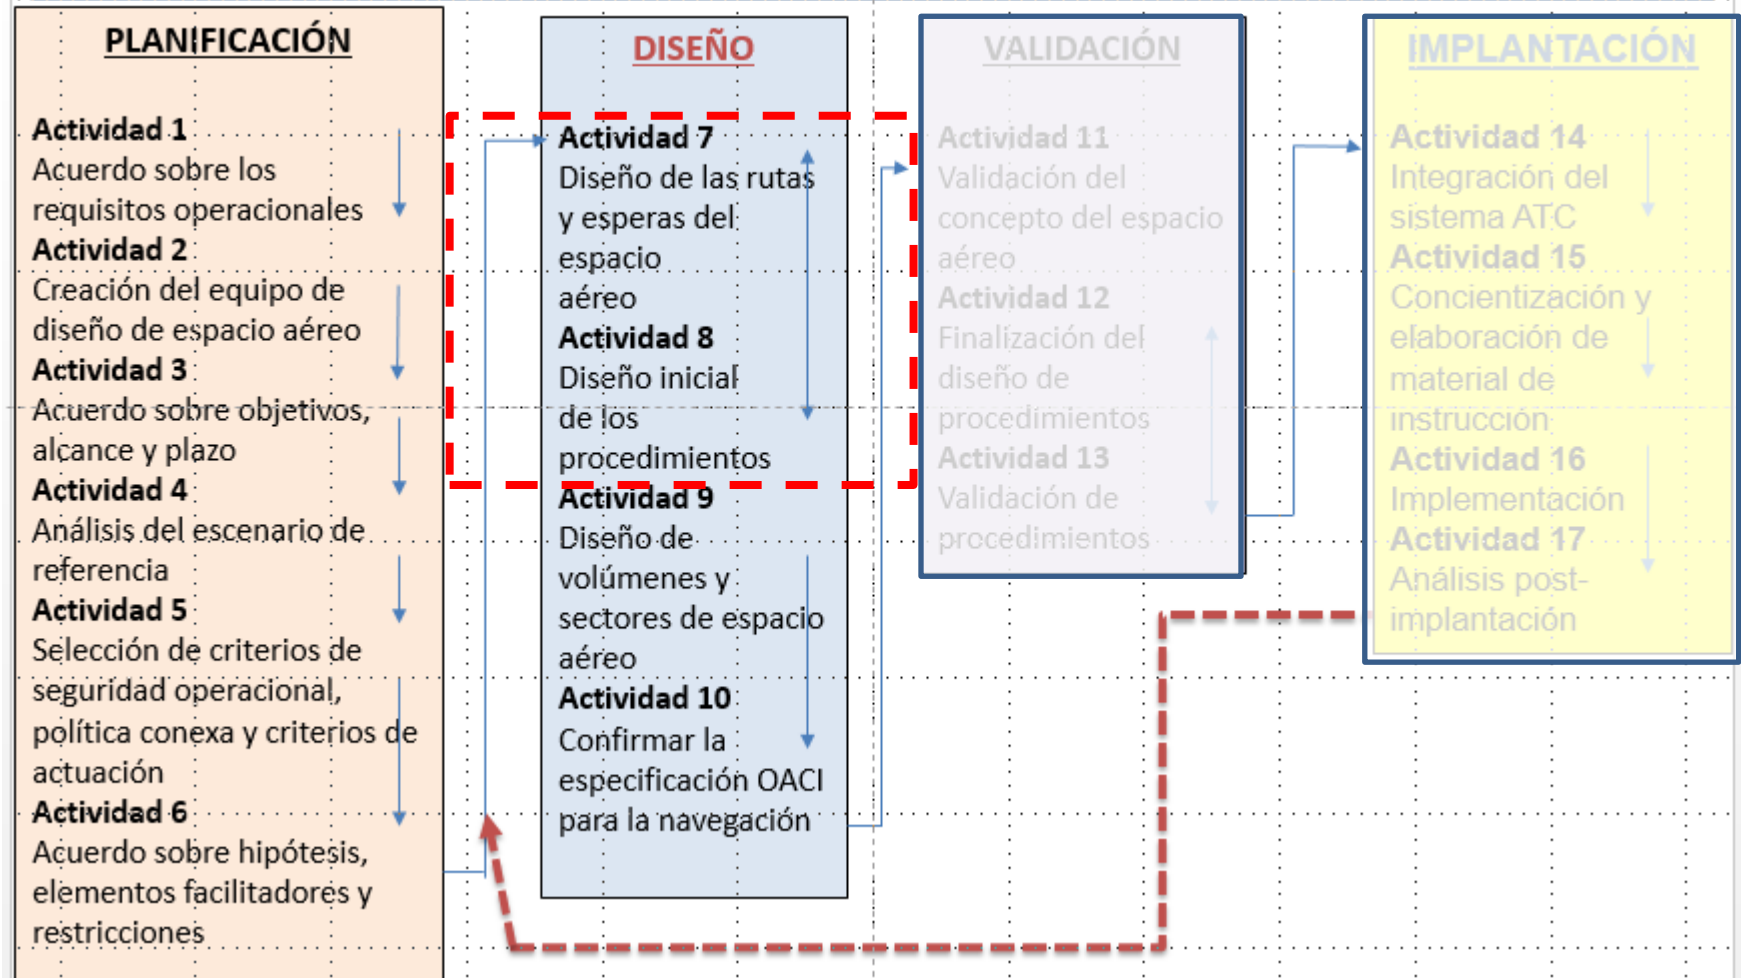 PLANIFICACIÓN
Actividad 1
Acuerdo sobre los
requisitos operacionales
Actividad 2
Creación del equipo de
diseño de espacio aéreo
Actividad 3
Acuerdo sobre objetivos,
alcance y plazo
Actividad 4
Análisis del escenario de
referencia
Actividad 5
Selección de criterios de
seguridad operacional,
política conexa y criterios de
actuación
Actividad 6
Acuerdo sobre hipótesis,
elementos facilitadores y
restricciones
DISEÑO
Actividad 7
Diseño de las rutas
y esperas del
espacio
aéreo
Actividad 8
Diseño inicial
de los
procedimientos
Actividad 9
Diseño de
volúmenes y
sectores de espacio
aéreo
Actividad 10
Confirmar la
especificación OACI
para la navegación
VALIDACIÓN
Actividad 11
Validación del
concepto del espacio
aéreo
Actividad 12
Finalización del
diseño de
procedimientos
Actividad 13
Validación de
procedimientos
IMPLANTACIÓN
Actividad 14
Integración del
sistema ATC
Actividad 15
Concientización y
elaboración de
material de
instrucción
Actividad 16
Implementación
Actividad 17
Análisis post-
implantación